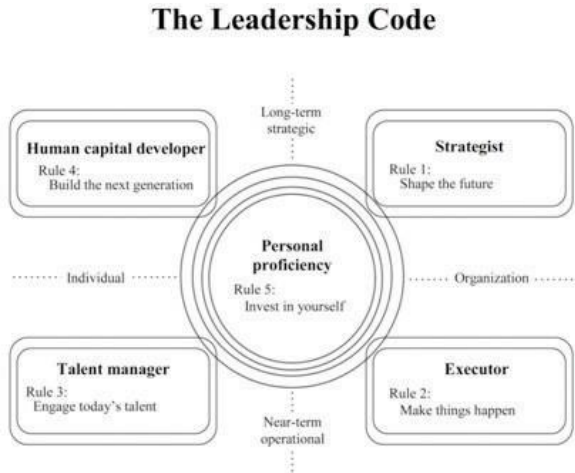 The Leadership Code
Long-term
strategic
Human capital developer
Rule 4:
Build the next generation
Strategist
Rule 1:
Shape the future
Personal
proficiency
Rule 5:
Invest in yourself
Individual
Organization
Talent manager
Rule 3:
Engage today's talent
Executor
Rule 2:
Make things happen
Near-term
operational